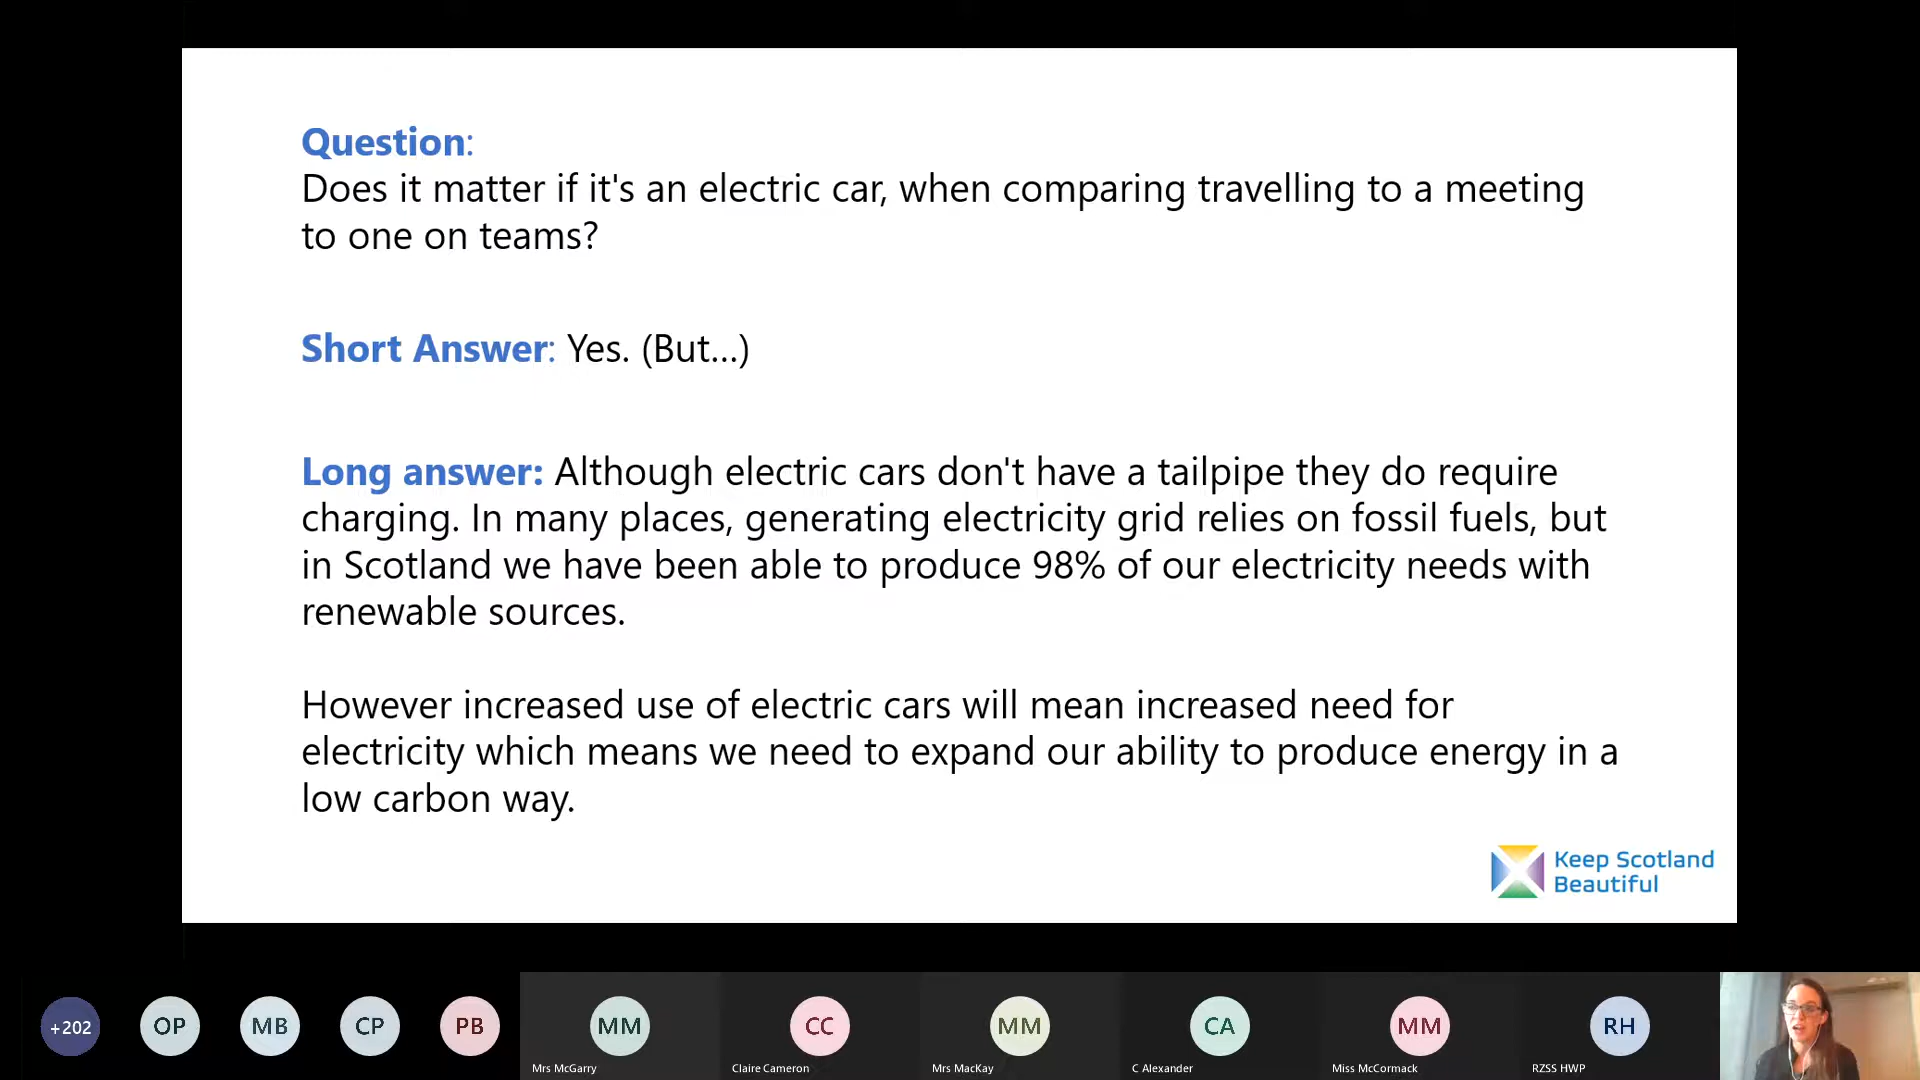 Question:
Does it matter if it's an electric car, when comparing travelling to a meeting
to one on teams?
Short Answer: Yes. (But...)
Long answer: Although electric cars don't have a tailpipe they do require
charging. In many places, generating electricity grid relies on fossil fuels, but
in Scotland we have been able to produce 98% of our electricity needs with
renewable sources.
However increased use of electric cars will mean increased need for
electricity which means we need to expand our ability to produce energy in a
low carbon way.
Keep Scotland
Beautiful
+202
OP
MB
CP
PB
MM
CC
MM
CA
MM
RH
Mrs McGarry
Claire Cameron
Mrs MacKay
C Alexander
Miss McCormack
RZSS HWP